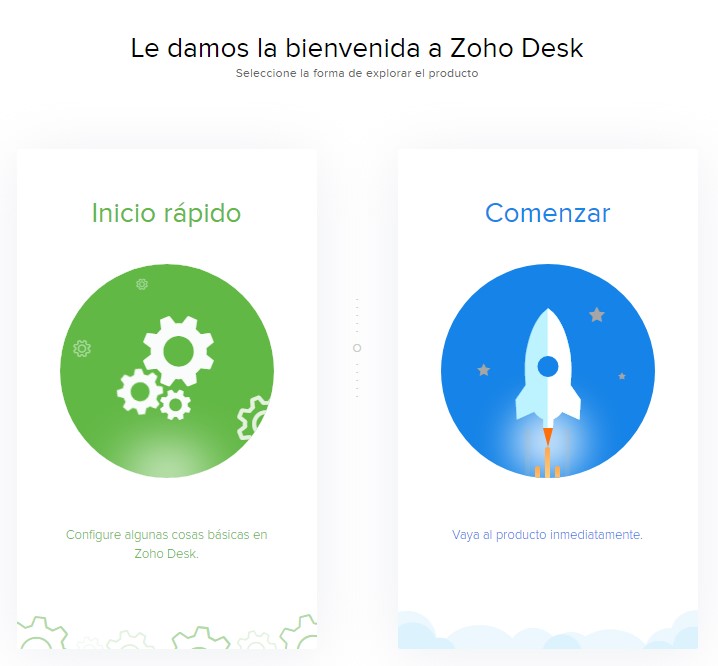 Le damos la bienvenida a Zoho Desk
Seleccione la forma de explorar el producto
Inicio rápido
Comenzar
Configure algunas cosas básicas en
Zoho Desk.
Vaya al producto inmediatamente.